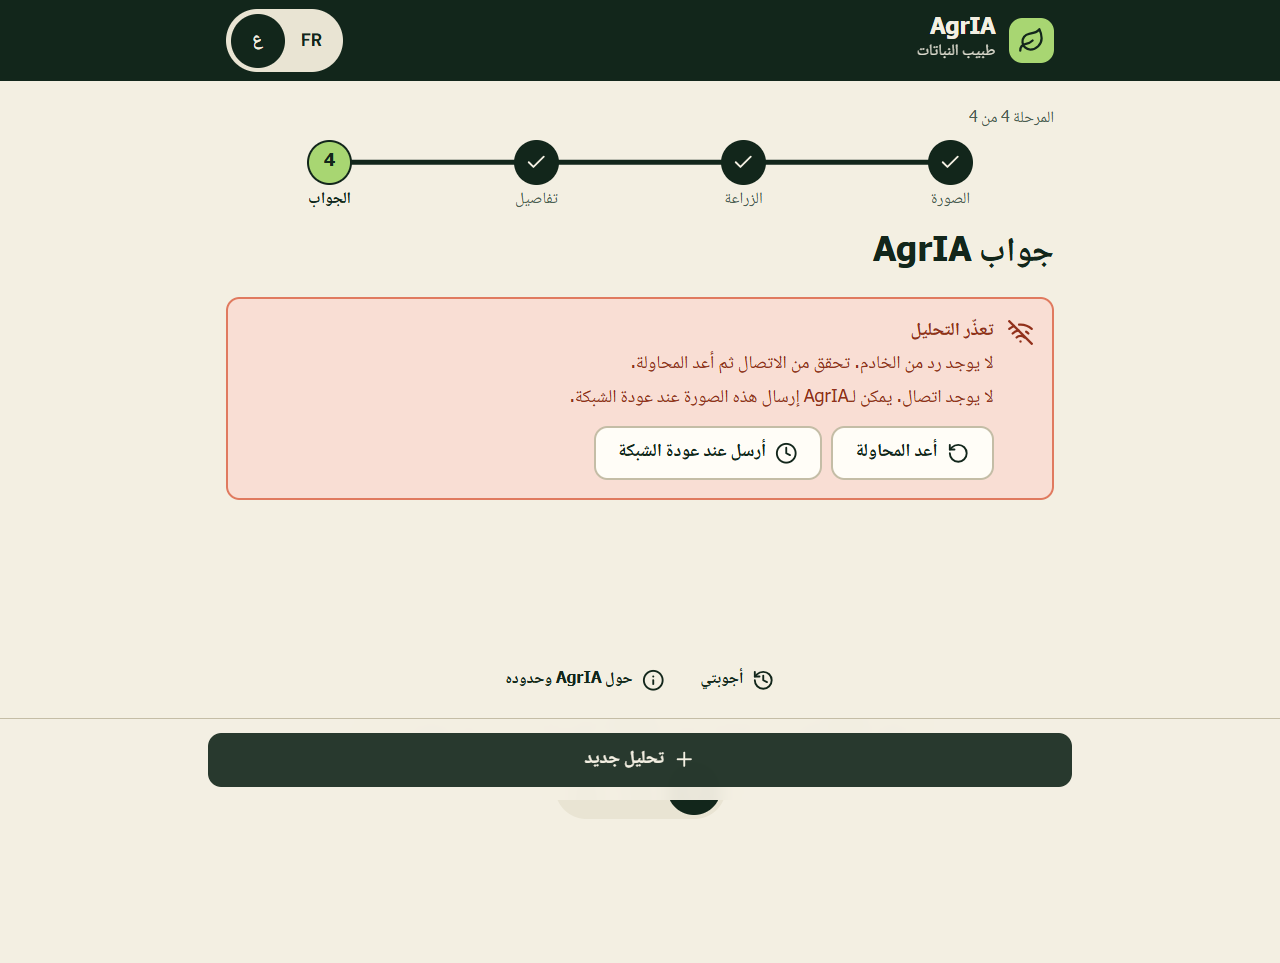 AgrIA
طبيب النباتات
FR
ع
المرحلة 4 من 4
4
الصورة
الزراعة
تفاصيل
الجواب
جواب AgrIA
تعذّر التحليل
لا يوجد رد من الخادم. تحقق من الاتصال ثم أعد المحاولة.
لا يوجد اتصال. يمكن لـAgrIA إرسال هذه الصورة عند عودة الشبكة.
أعد المحاولة
أرسل عند عودة الشبكة
أجوبتي
حول AgrIA وحدوده
تحليل جديد